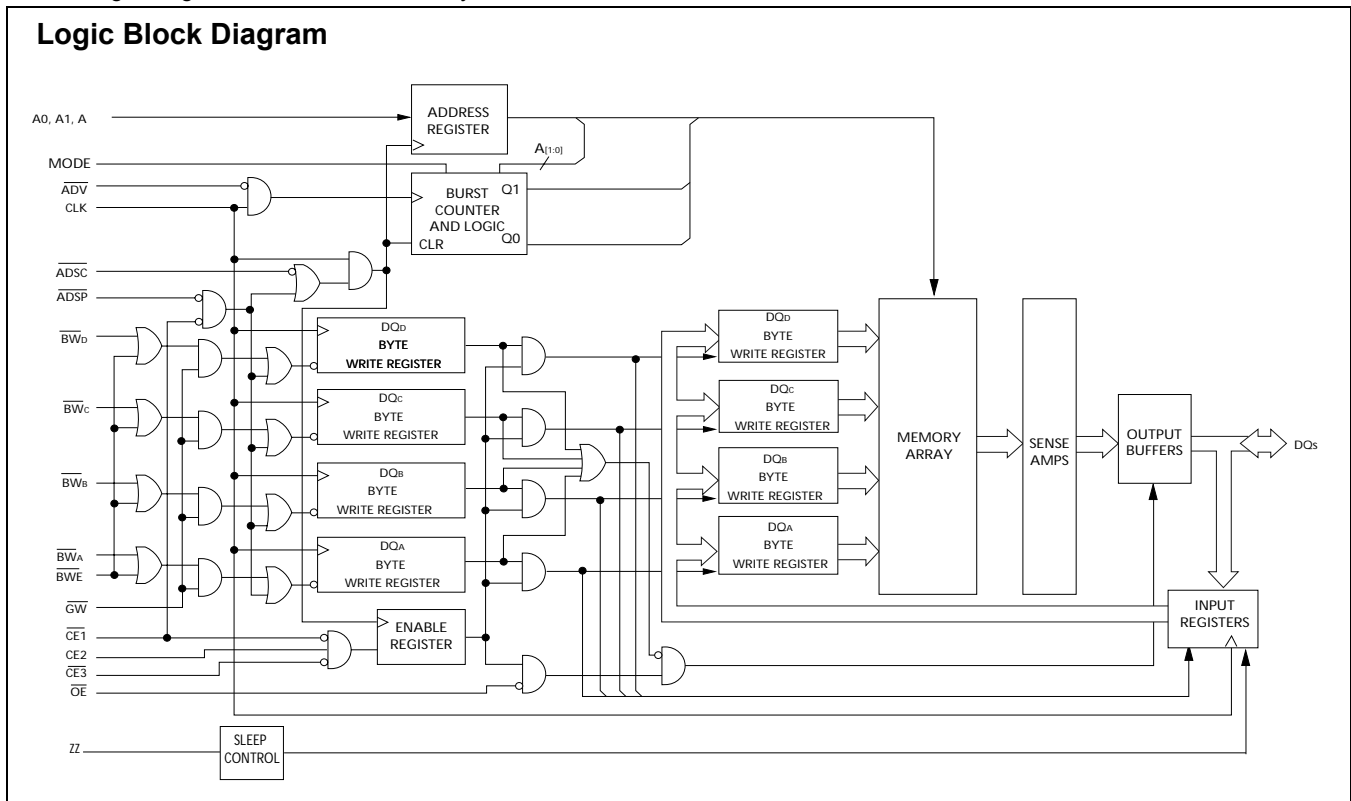 Logic Block Diagram
A0, A1, A
ADDRESS
REGISTER
MODE
A[1:0]
ADV
CLK
BURST
COUNTER
AND LOGIC
CLR
Q1
Q0
ADSC
ADSP
BWD
DQD
BYTE
WRITE REGISTER
DQD
BYTE
WRITE REGISTER
BWC
DQC
BYTE
WRITE REGISTER
DQC
BYTE
WRITE REGISTER
BWB
DQB
BYTE
WRITE REGISTER
DQB
BYTE
WRITE REGISTER
BWA
BWE
DQA
BYTE
WRITE REGISTER
DQA
BYTE
WRITE REGISTER
MEMORY
ARRAY
SENSE
AMPS
OUTPUT
BUFFERS
DQs
GW
CE1
CE2
CE3
OE
ENABLE
REGISTER
INPUT
REGISTERS
ZZ
SLEEP
CONTROL